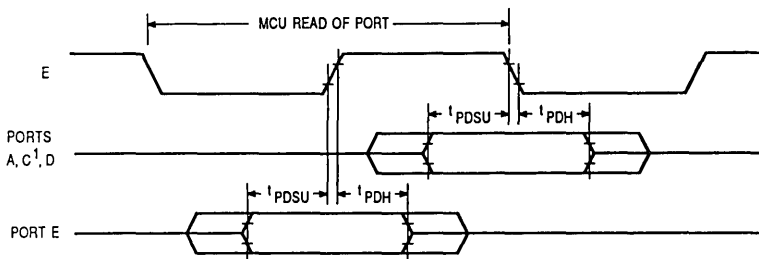 MCU READ OF PORT
E
PORTS
A, C¹, D
t PDSU
t PDH
t PDSU
t PDH
PORT E